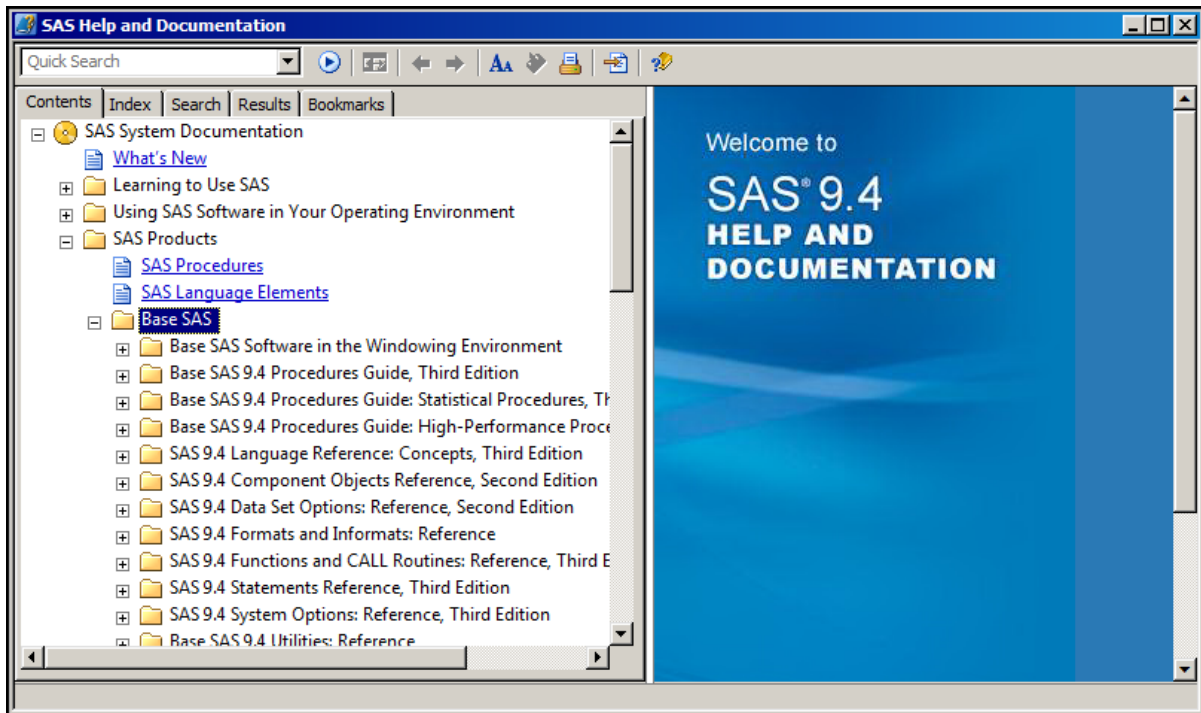 SAS Help and Documentation
Quick Search
Contents Index Search Results Bookmarks
SAS System Documentation
What's New
Learning to Use SAS
Using SAS Software in Your Operating Environment
SAS Products
SAS Procedures
SAS Language Elements
Base SAS
Base SAS Software in the Windowing Environment
Base SAS 9.4 Procedures Guide, Third Edition
Base SAS 9.4 Procedures Guide: Statistical Procedures, Th
Base SAS 9.4 Procedures Guide: High-Performance Proce
SAS 9.4 Language Reference: Concepts, Third Edition
SAS 9.4 Component Objects Reference, Second Edition
SAS 9.4 Data Set Options: Reference, Second Edition
SAS 9.4 Formats and Informats: Reference
SAS 9.4 Functions and CALL Routines: Reference, Third E
SAS 9.4 Statements Reference, Third Edition
SAS 9.4 System Options: Reference, Third Edition
Base SAS 9.4 Utilities: Reference
Welcome to
SAS® 9.4
HELP AND
DOCUMENTATION